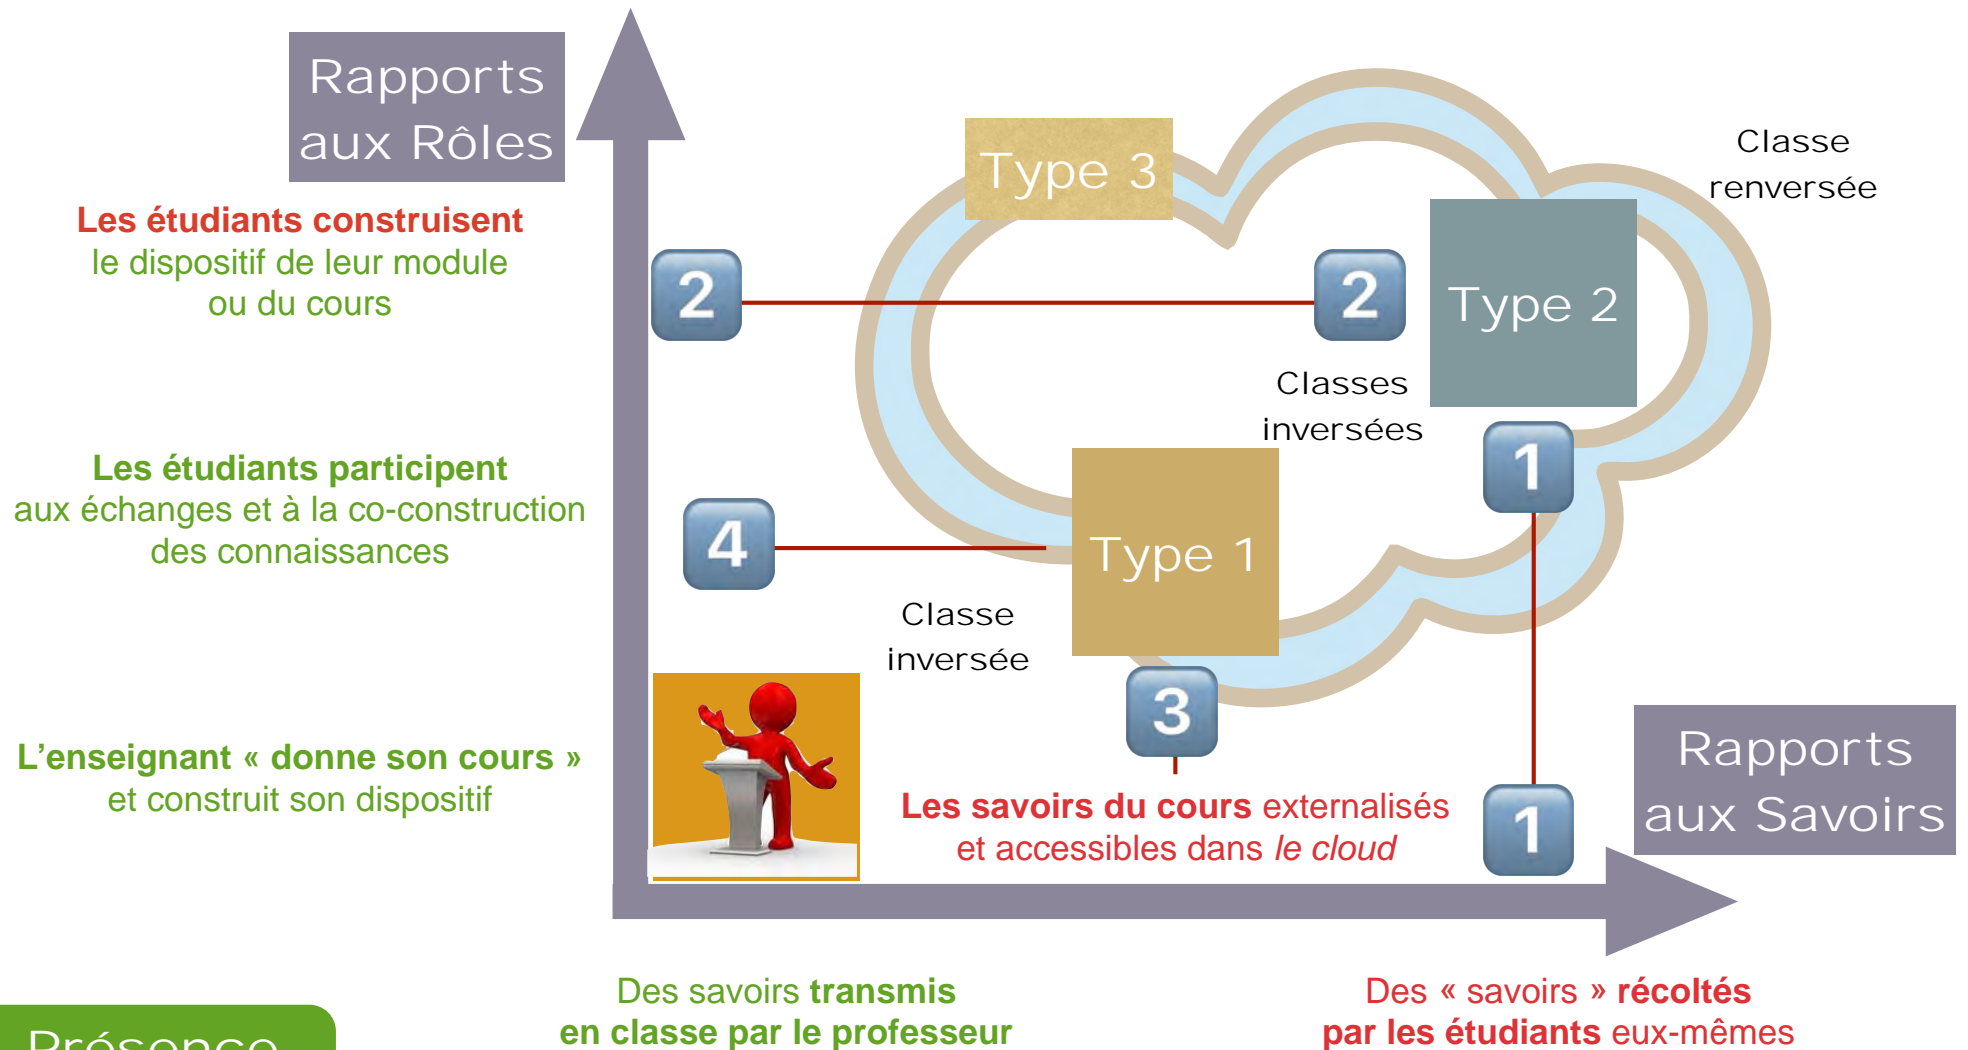 Rapports
aux Rôles
Les étudiants construisent
le dispositif de leur module
ou du cours
Les étudiants participent
aux échanges et à la co-construction
des connaissances
L’enseignant « donne son cours »
et construit son dispositif
Type 3
Classe
renversée
2
2
Type 2
Classes
inversées
1
4
Type 1
Classe
inversée
3
Les savoirs du cours externalisés
et accessibles dans le cloud
1
Rapports
aux Savoirs
Des savoirs transmis
en classe par le professeur
Des « savoirs » récoltés
par les étudiants eux-mêmes
Présence